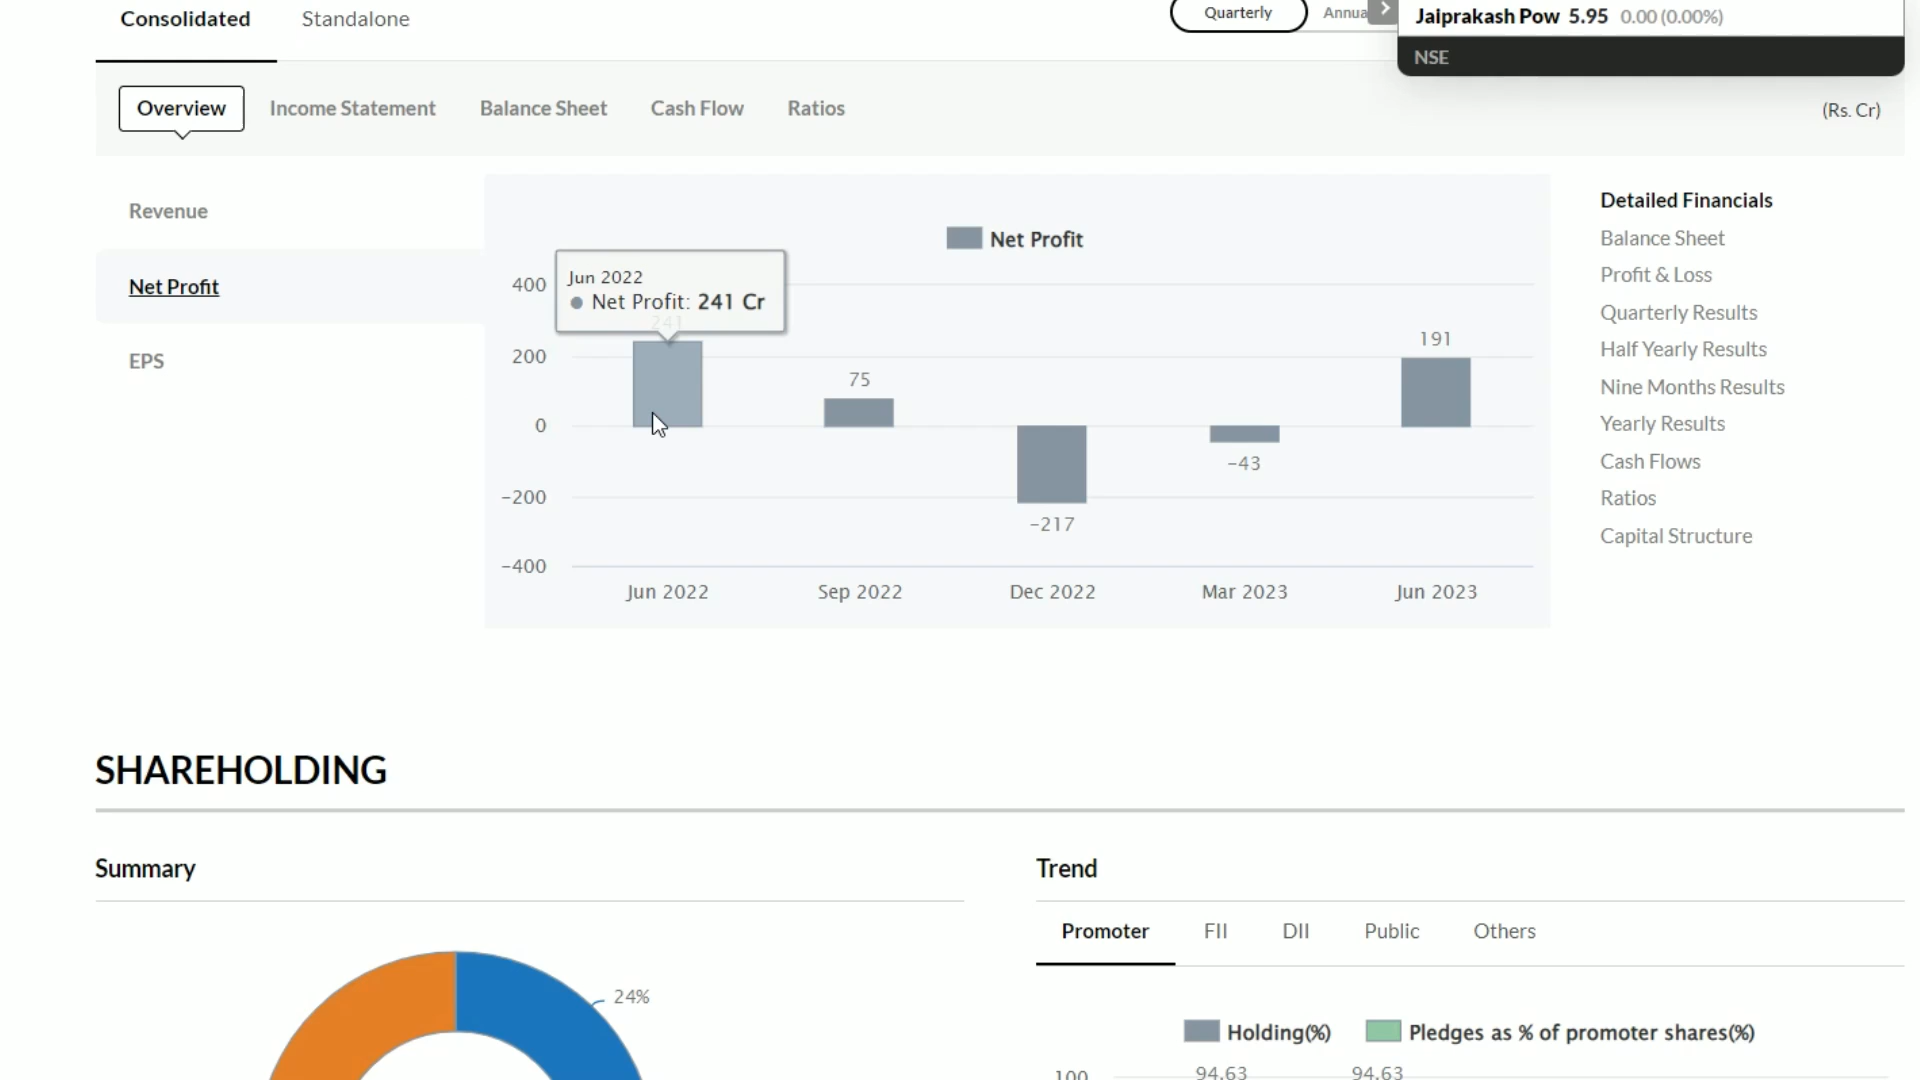 Consolidated
Standalone
Quarterly
Annua
Jaiprakash Pow 5.95 0.00 (0.00%)
NSE
Overview
Income Statement
Balance Sheet
Cash Flow
Ratios
(Rs. Cr)
Revenue
Net Profit
EPS
Net Profit
Jun 2022
Net Profit: 241 Cr
241
400
200
0
−200
−400
75
−217
−43
191
Jun 2022
Sep 2022
Dec 2022
Mar 2023
Jun 2023
Detailed Financials
Balance Sheet
Profit & Loss
Quarterly Results
Half Yearly Results
Nine Months Results
Yearly Results
Cash Flows
Ratios
Capital Structure
SHAREHOLDING
Summary
24%
Trend
Promoter
FII
DII
Public
Others
Holding(%)
Pledges as % of promoter shares(%)
100
94.63
94.63